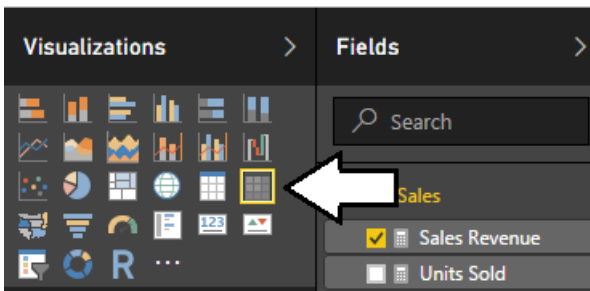 Visualizations
Fields
Search
Sales
Sales Revenue
Units Sold
123
R